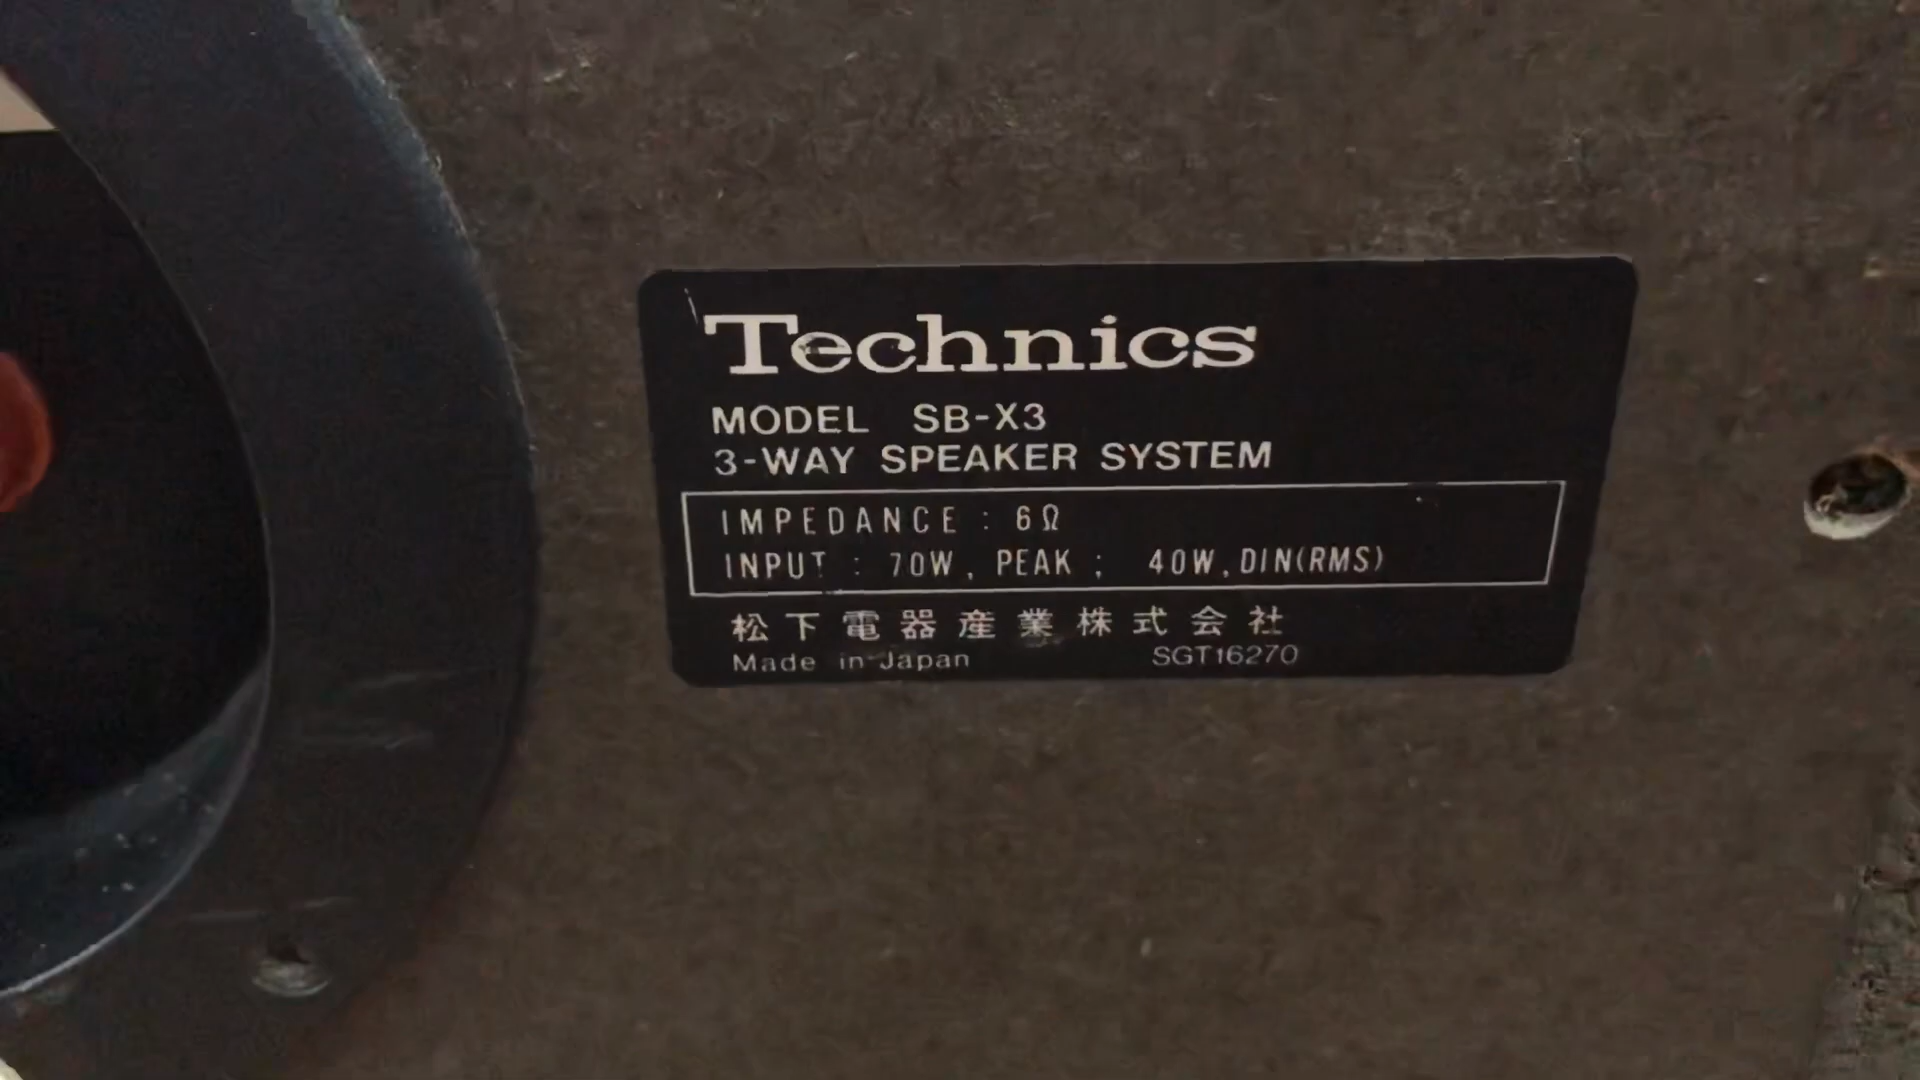 Technics
MODEL SB-X3
3-WAY SPEAKER SYSTEM
IMPEDANCE : 6Ω
INPUT : 70W, PEAK ; 40W, DIN(RMS)
松下電器産業株式会社
Made in Japan SGT16270